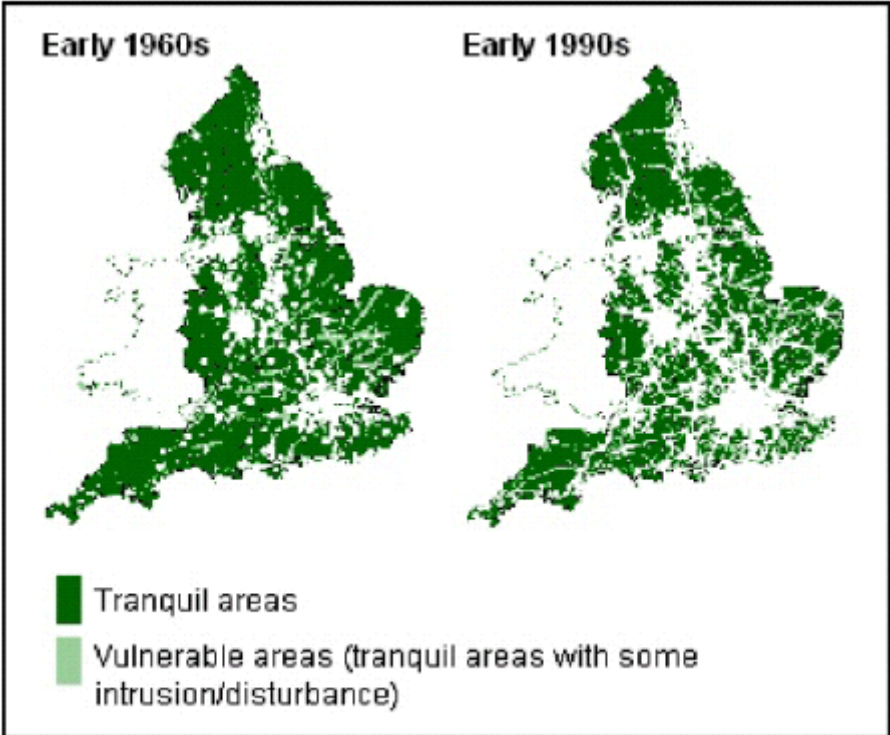 Early 1960s
Early 1990s
Tranquil areas
Vulnerable areas (tranquil areas with some
intrusion/disturbance)